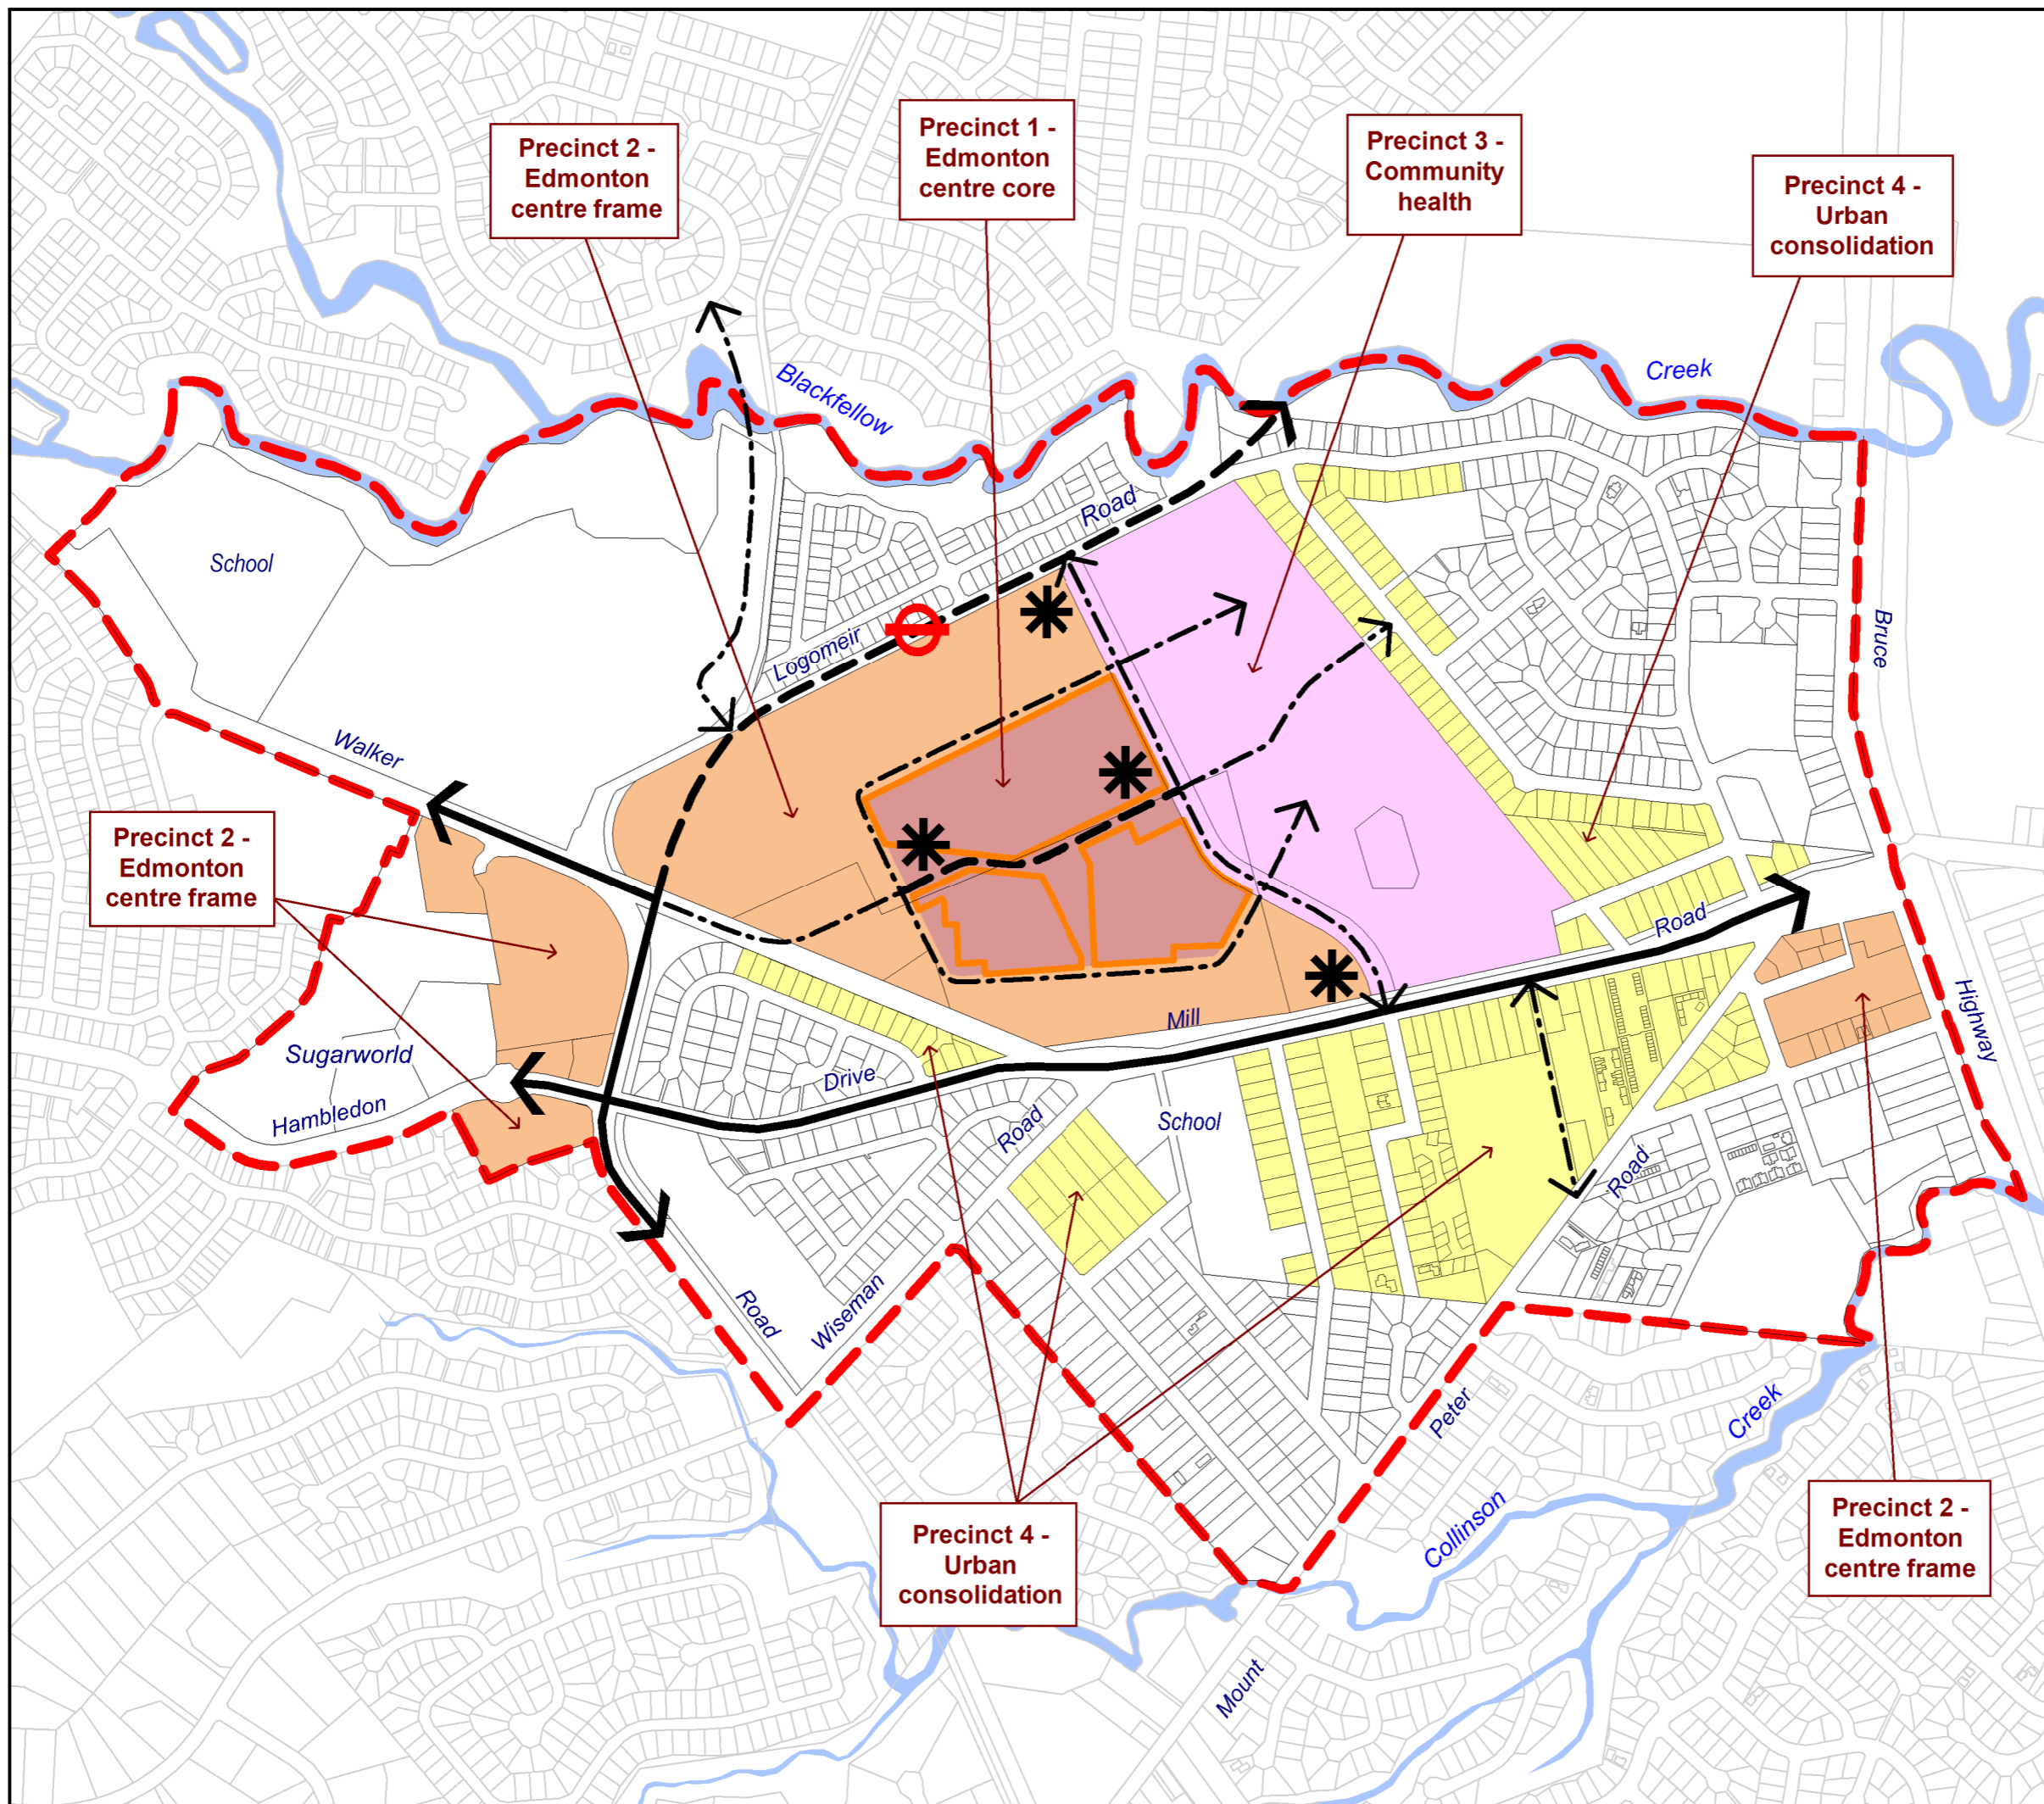 Precinct 1 -
Edmonton
centre core
Precinct 3 -
Community
health
Precinct 2 -
Edmonton
centre frame
Precinct 4 -
Urban
consolidation
Blackfellow
Creek
Road
School
Logomeir
Bruce
Walker
Precinct 2 -
Edmonton
centre frame
Road
Highway
Mill
Sugarworld
Drive
Hambledon
School
Road
Road
Road
Wiseman
Peter
Creek
Collinson
Precinct 4 -
Urban
consolidation
Precinct 2 -
Edmonton
centre frame
Mount